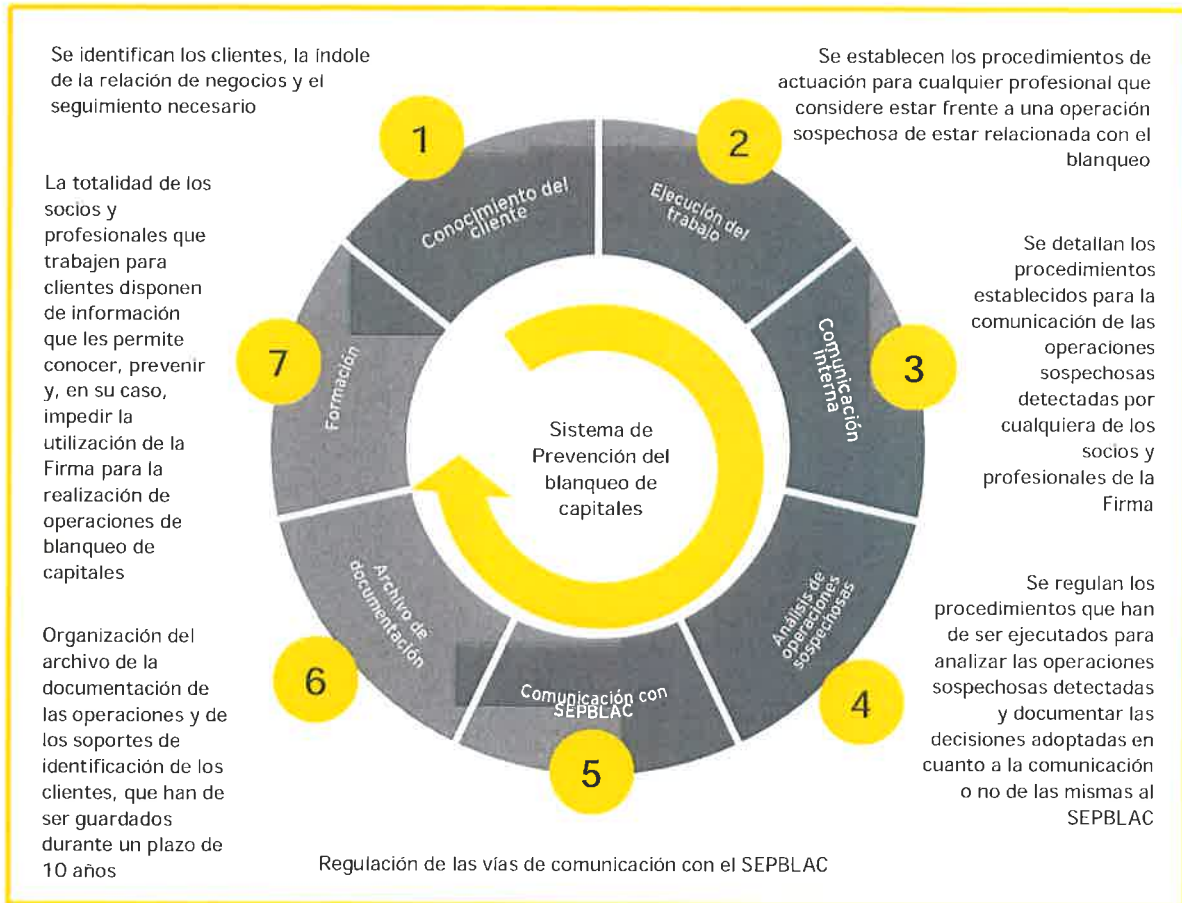 Se identifican los clientes, la índole
de la relación de negocios y el
seguimiento necesario
1
Conocimiento del
cliente
Se establecen los procedimientos de
actuación para cualquier profesional que
considere estar frente a una operación
sospechosa de estar relacionada con el
blanqueo
2
Ejecución del
trabajo
Se detallan los
procedimientos
establecidos para la
comunicación de las
operaciones
sospechosas
detectadas por
cualquiera de los
socios y
profesionales de la
Firma
3
Comunicación
interna
Se regulan los
procedimientos que han
de ser ejecutados para
analizar las operaciones
sospechosas detectadas
y documentar las
decisiones adoptadas en
cuanto a la comunicación
o no de las mismas al
SEPBLAC
4
Análisis de
operaciones
sospechosas
5
Comunicación con
SEPBLAC
Regulación de las vías de comunicación con el SEPBLAC
6
Archivo de
documentación
Organización del
archivo de la
documentación de
las operaciones y de
los soportes de
identificación de los
clientes, que han de
ser guardados
durante un plazo de
10 años
7
Formación
La totalidad de los
socios y
profesionales que
trabajen para
clientes disponen
de información
que les permite
conocer, prevenir
y, en su caso,
impedir la
utilización de la
Firma para la
realización de
operaciones de
blanqueo de
capitales
Sistema de
Prevención del
blanqueo de
capitales